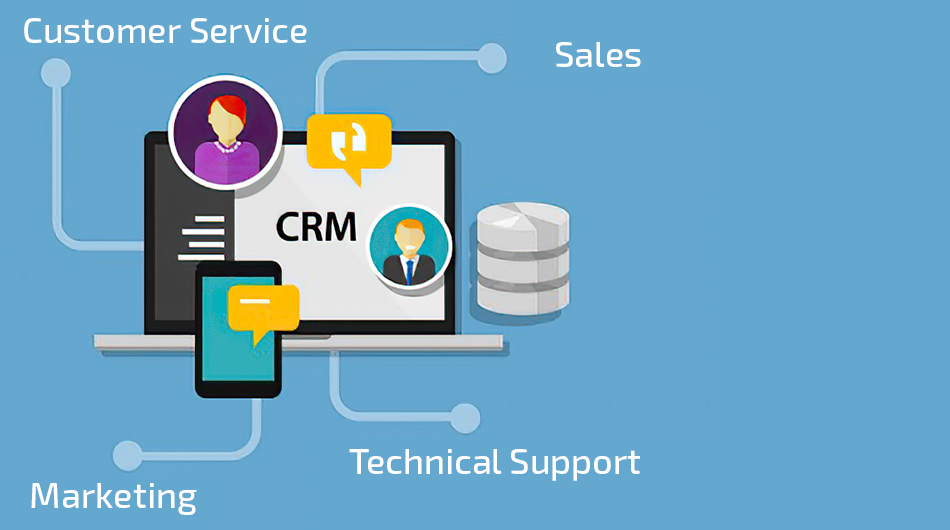 Customer Service
Sales
CRM
Technical Support
Marketing